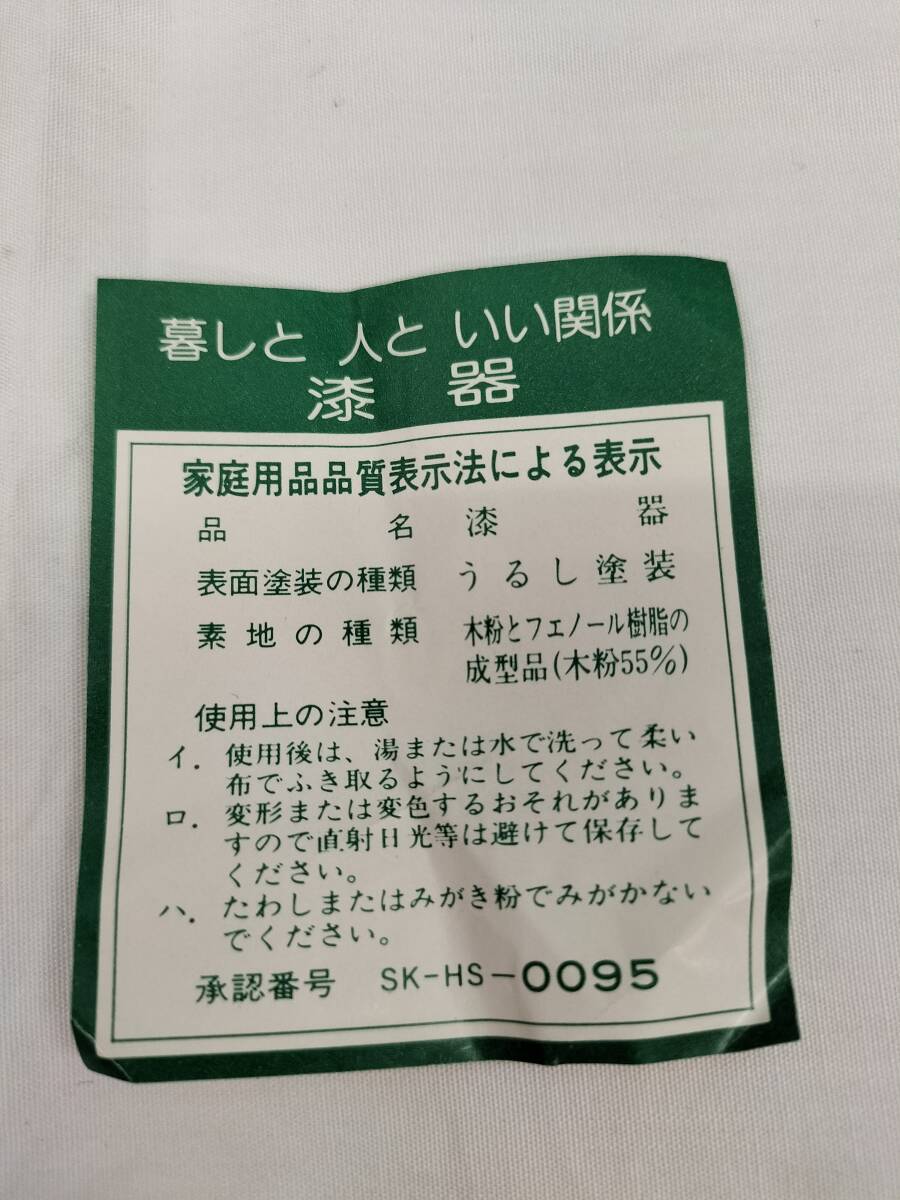 暮しと 人と いい関係
漆 器
家庭用品品質表示法による表示
品 名 漆 器
表面塗装の種類 うるし塗装
素地の種類 木粉とフエノール樹脂の
成型品(木粉55%)
使用上の注意
イ. 使用後は、湯または水で洗って柔い
布でふき取るようにしてください。
ロ. 変形または変色するおそれがありま
すので直射日光等は避けて保存して
ください。
ハ. たわしまたはみがき粉でみがかない
でください。
承認番号 SK-HS-0095